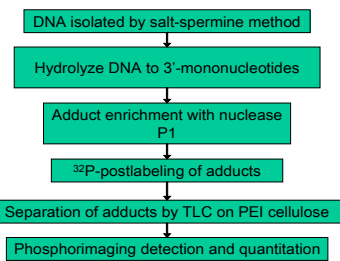 DNA isolated by salt-spermine method
Hydrolyze DNA to 3'-mononucleotides
Adduct enrichment with nuclease
P1
³²P-postlabeling of adducts
Separation of adducts by TLC on PEI cellulose
Phosphorimaging detection and quantitation